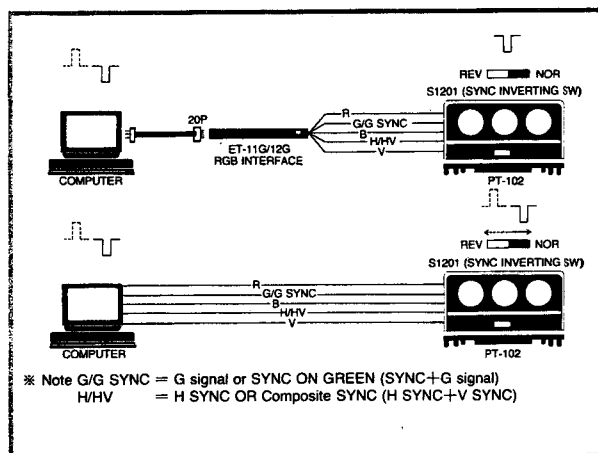 REV NOR
S1201 (SYNC INVERTING SW)
R
G/G SYNC
B
H/HV
V
20P
ET-11G/12G
RGB INTERFACE
COMPUTER
PT-102
REV NOR
S1201 (SYNC INVERTING SW)
R
G/G SYNC
B
H/HV
V
COMPUTER
PT-102
※ Note G/G SYNC = G signal or SYNC ON GREEN (SYNC+G signal)
H/HV = H SYNC OR Composite SYNC (H SYNC+V SYNC)